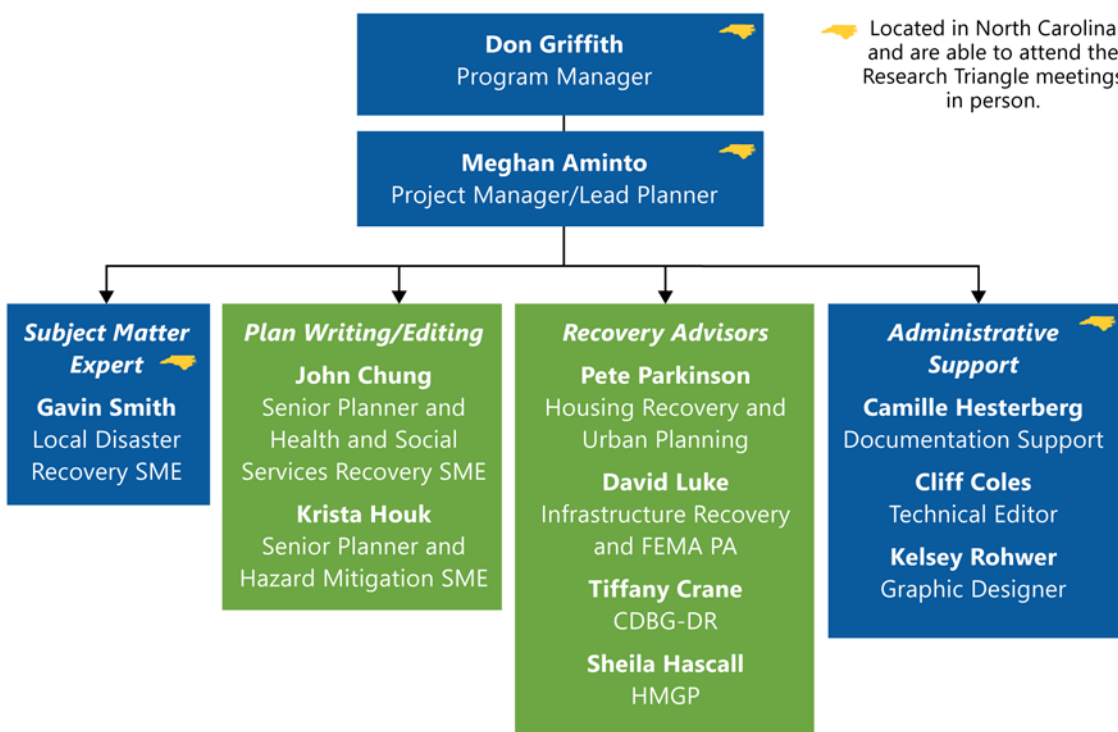 Don Griffith
Program Manager
Located in North Carolina
and are able to attend the
Research Triangle meetings
in person.
Meghan Aminto
Project Manager/Lead Planner
Subject Matter
Expert
Gavin Smith
Local Disaster
Recovery SME
Plan Writing/Editing
John Chung
Senior Planner and
Health and Social
Services Recovery SME
Krista Houk
Senior Planner and
Hazard Mitigation SME
Recovery Advisors
Pete Parkinson
Housing Recovery and
Urban Planning
David Luke
Infrastructure Recovery
and FEMA PA
Tiffany Crane
CDBG-DR
Sheila Hascall
HMGP
Administrative
Support
Camille Hesterberg
Documentation Support
Cliff Coles
Technical Editor
Kelsey Rohwer
Graphic Designer